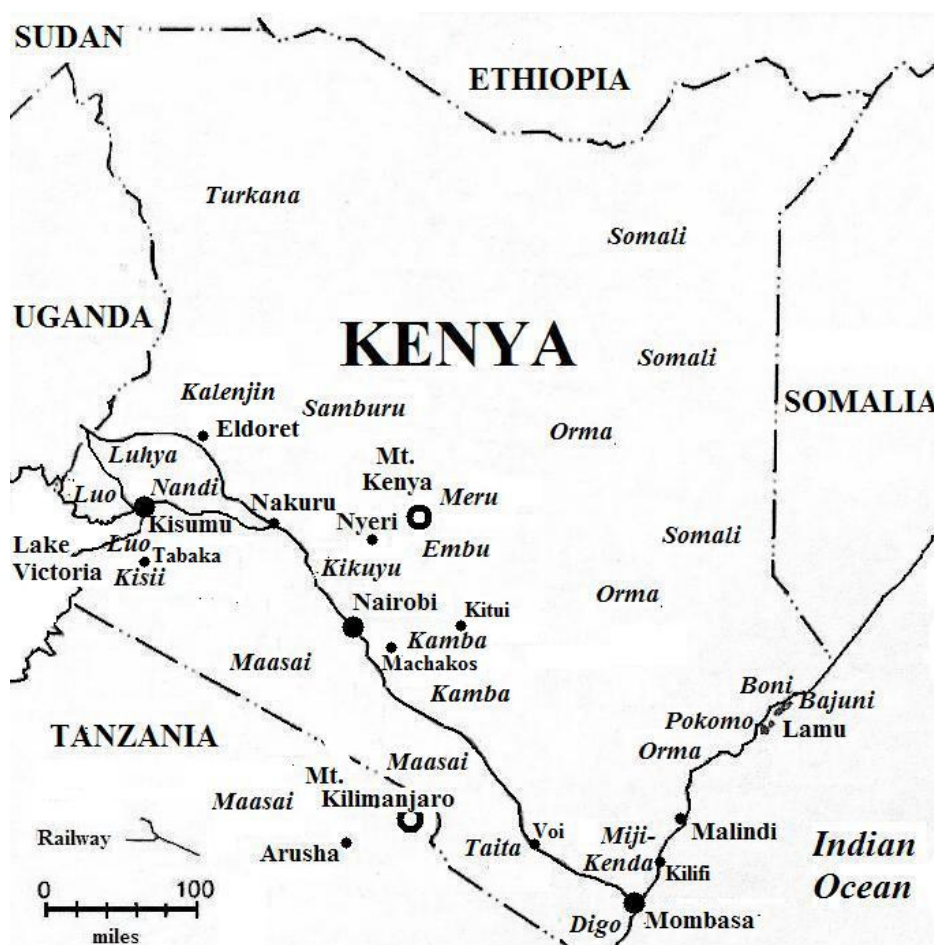 SUDAN
ETHIOPIA
Turkana
Somali
UGANDA
KENYA
Somali
Kalenjin
Samburu
SOMALIA
Eldoret
Orma
Luhya
Mt.
Kenya
Nandi
Meru
Luo
Nakuru
Kisumu
Nyeri
Somali
Lake
Victoria
Luo
Tabaka
Embu
Kisii
Kikuyu
Orma
Nairobi
Kitui
Kamba
Maasai
Machakos
Kamba
Boni
Bajuni
Pokomo
Lamu
TANZANIA
Orma
Maasai
Mt.
Kilimanjaro
Maasai
Railway
Voi
Miji-
Kenda
Malindi
Indian
Ocean
Arusha
Taita
Kilifi
0 100
miles
Digo
Mombasa